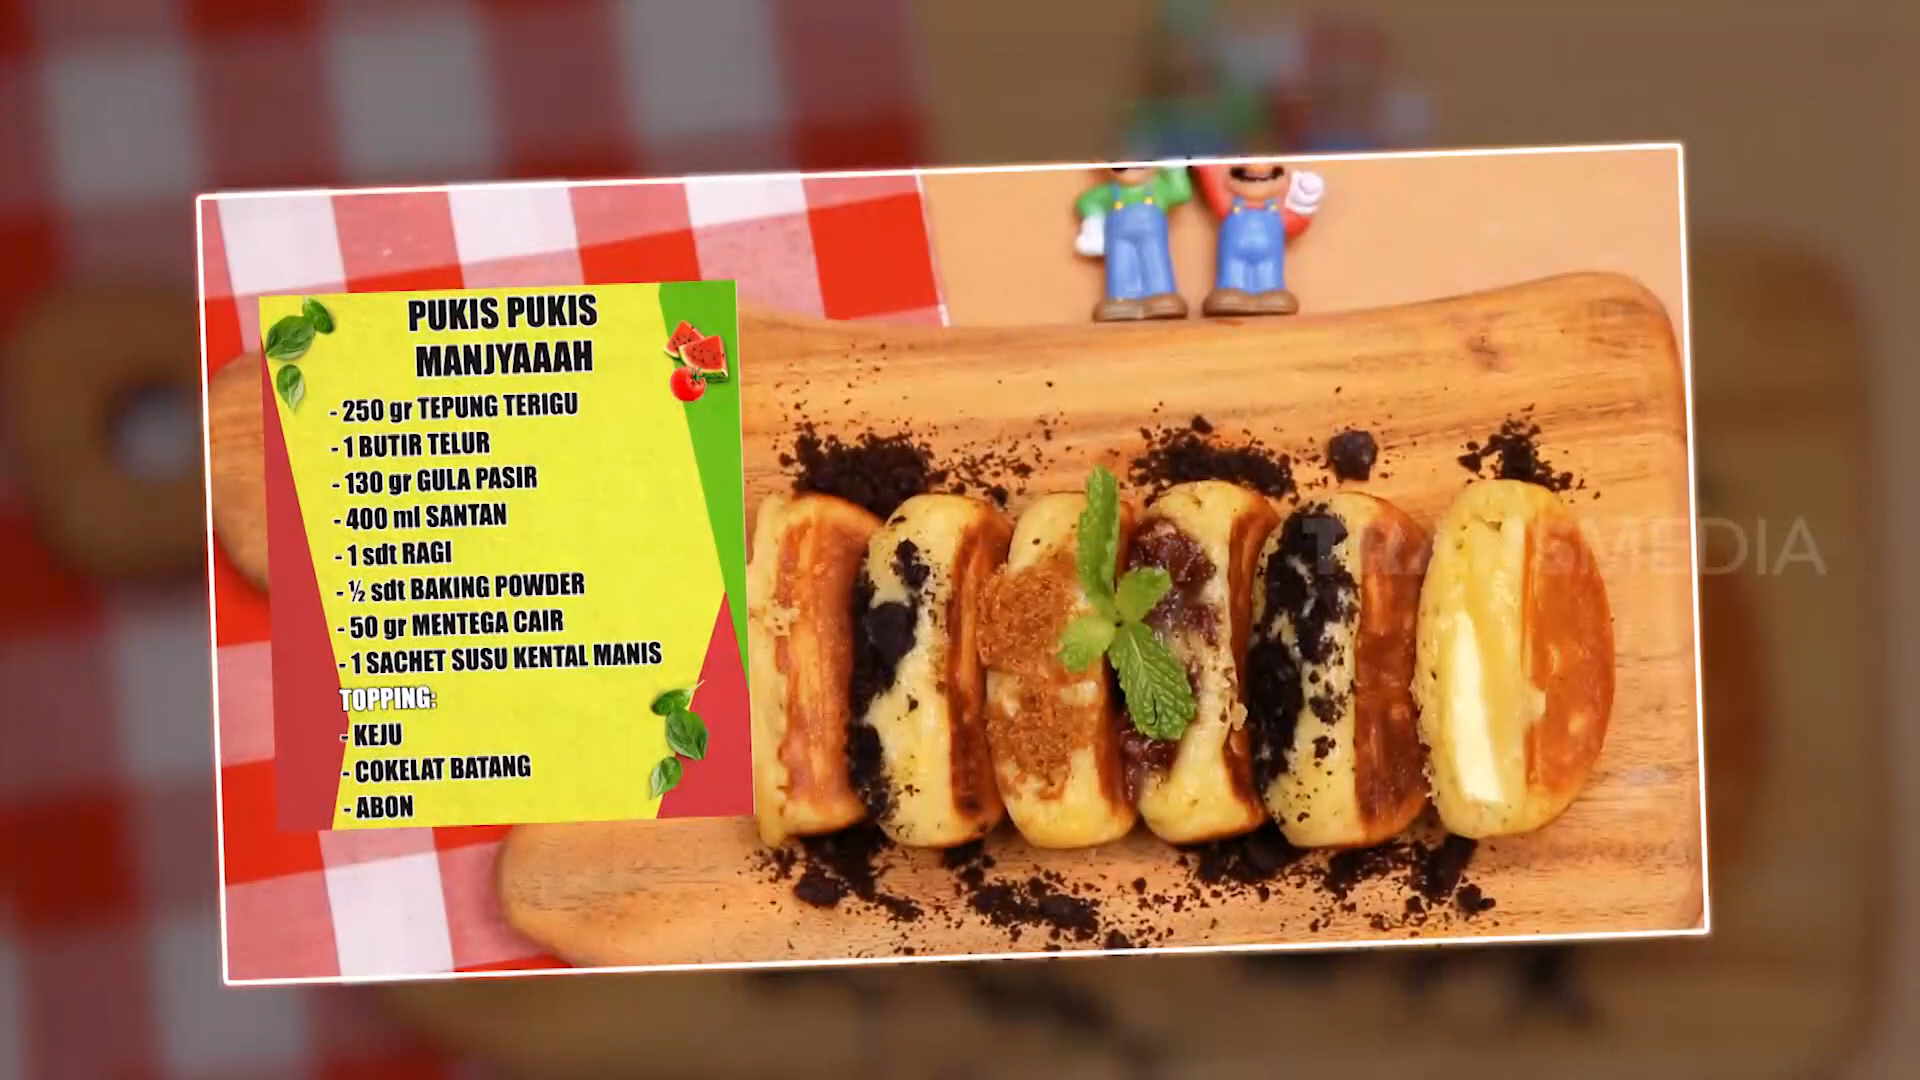 PUKIS PUKIS
MANJYAAAH
- 250 gr TEPUNG TERIGU
- 1 BUTIR TELUR
- 130 gr GULA PASIR
- 400 ml SANTAN
- 1 sdt RAGI
- ½ sdt BAKING POWDER
- 50 gr MENTEGA CAIR
- 1 SACHET SUSU KENTAL MANIS
TOPPING:
- KEJU
- COKELAT BATANG
- ABON
TRANSMEDIA